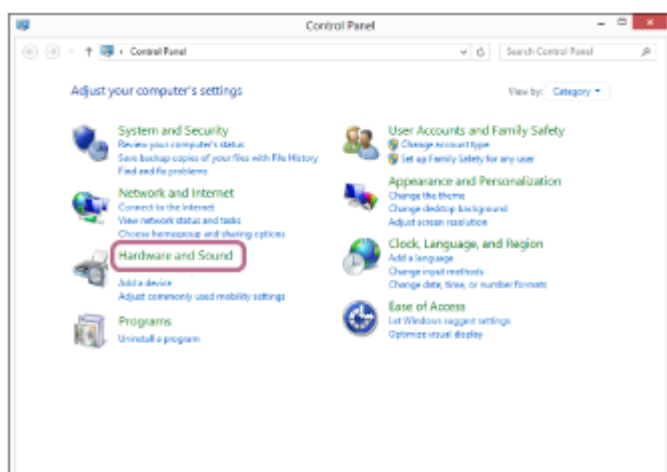 Control Panel
Control Panel
Search Control Panel
Adjust your computer's settings
View by: Category
System and Security
Review your computer's status
Save backup copies of your files with File History
Find and fix problems
Network and Internet
Connect to the Internet
View network status and tasks
Choose homegroup and sharing options
Hardware and Sound
Add a device
Adjust commonly used mobility settings
Programs
Uninstall a program
User Accounts and Family Safety
Change account type
Set up Family Safety for any user
Appearance and Personalization
Change the theme
Change desktop background
Adjust screen resolution
Clock, Language, and Region
Add a language
Change input methods
Change date, time, or number formats
Ease of Access
Let Windows suggest settings
Optimize visual display